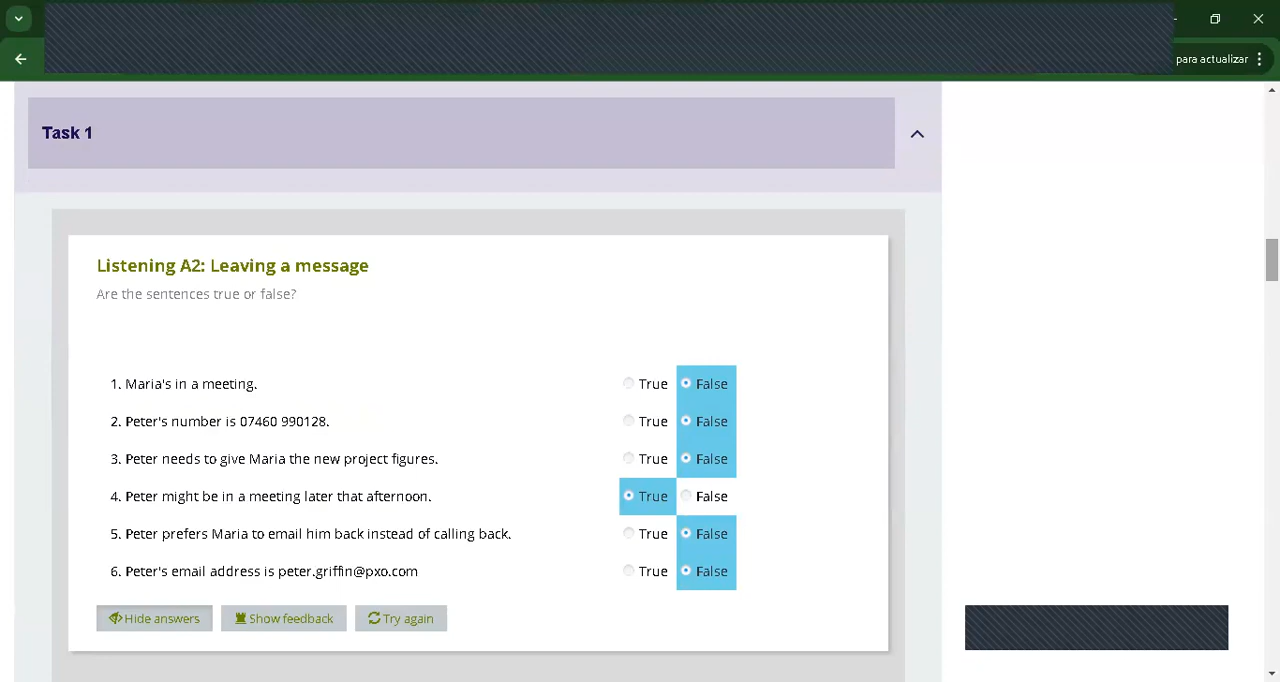 para actualizar
Task 1
Listening A2: Leaving a message
Are the sentences true or false?
1. Maria's in a meeting. True False
2. Peter's number is 07460 990128. True False
3. Peter needs to give Maria the new project figures. True False
4. Peter might be in a meeting later that afternoon. True False
5. Peter prefers Maria to email him back instead of calling back. True False
6. Peter's email address is peter.griffin@pxo.com True False
Hide answers Show feedback Try again